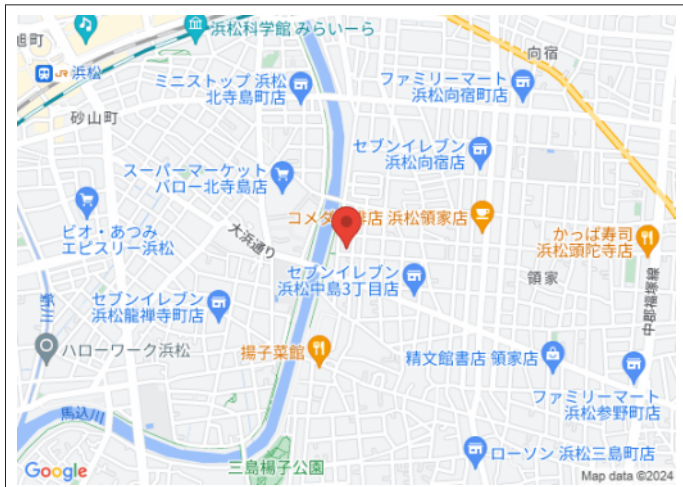 旭町
浜松科学館 みらいーら
向宿
JR 浜松
ミニストップ 浜松
北寺島町店
ファミリーマート
浜松向宿町店
砂山町
セブンイレブン
浜松向宿店
スーパーマーケット
バロー北寺島店
コメダ
店 浜松領家店
ビオ・あつみ
エピスリー浜松
大浜通り
かっぱ寿司
浜松頭陀寺店
セブンイレブン
浜松中島3丁目店
領家
中郡福塚線
セブンイレブン
浜松龍禅寺町店
新川
ハローワーク浜松
揚子菜館
精文館書店 領家店
ファミリーマート
浜松参野町店
馬込川
三島楊子公園
ローソン 浜松三島町店
Google
Map data ©2024